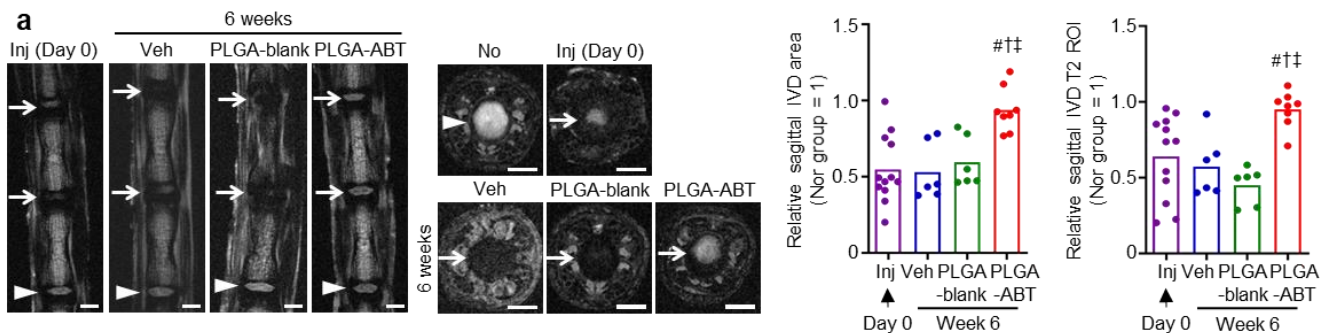 a
6 weeks
Inj (Day 0) Veh PLGA-blank PLGA-ABT
No Inj (Day 0)
Veh PLGA-blank PLGA-ABT
6 weeks
Relative sagittal IVD area
(Nor group = 1)
1.5
1.0
0.5
0
#†‡
Inj Veh PLGA PLGA
-blank -ABT
Day 0 Week 6
Relative sagittal IVD T2 ROI
(Nor group = 1)
1.5
1.0
0.5
0
#†‡
Inj Veh PLGA PLGA
-blank -ABT
Day 0 Week 6